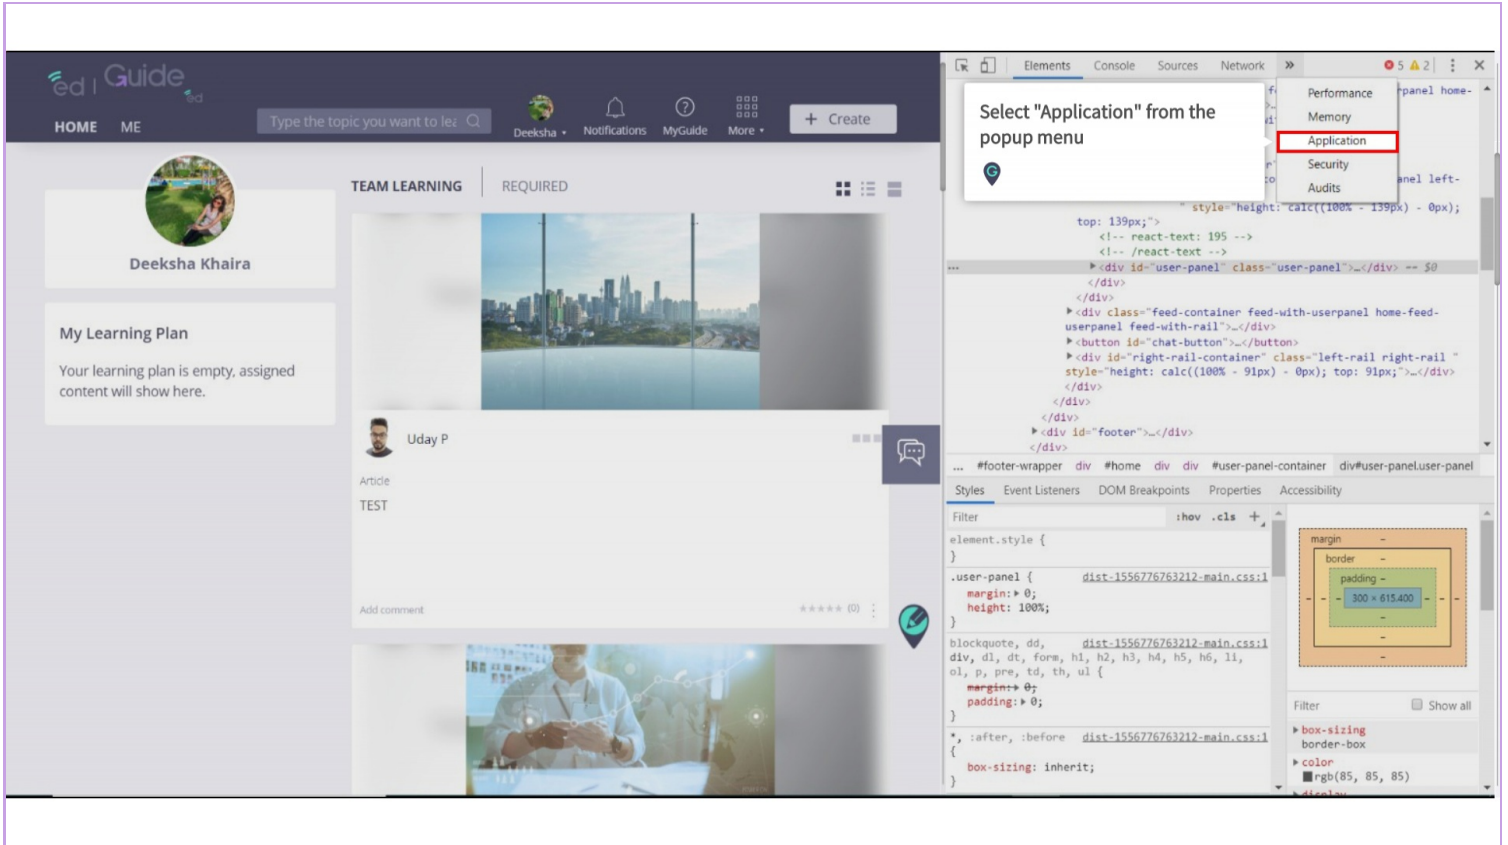 ed | Guide
ed
HOME ME
Type the topic you want to lea
Deeksha
Notifications
MyGuide
More
+ Create
Deeksha Khaira
My Learning Plan
Your learning plan is empty, assigned
content will show here.
TEAM LEARNING
REQUIRED
Uday P
Article
TEST
Add comment
(0)
Elements Console Sources Network » 5 2
Select "Application" from the
popup menu
Performance
Memory
Application
Security
Audits
rpanel home-
anel left-
" style="height: calc((100% - 139px) - 0px);
top: 139px;">
<!-- react-text: 195 -->
<!-- /react-text -->
<div id="user-panel" class="user-panel">…</div> == $0
</div>
</div>
<div class="feed-container feed-with-userpanel home-feed-
userpanel feed-with-rail">…</div>
<button id="chat-button">…</button>
<div id="right-rail-container" class="left-rail right-rail "
style="height: calc((100% - 91px) - 0px); top: 91px;">…</div>
</div>
</div>
</div>
<div id="footer">…</div>
</div>
... #footer-wrapper div #home div div #user-panel-container div#user-panel.user-panel
Styles Event Listeners DOM Breakpoints Properties Accessibility
Filter :hov .cls +
element.style {
}
.user-panel { dist-1556776763212-main.css:1
margin: 0;
height: 100%;
}
blockquote, dd, dist-1556776763212-main.css:1
div, dl, dt, form, h1, h2, h3, h4, h5, h6, li,
ol, p, pre, td, th, ul {
margin: 0;
padding: 0;
}
*, :after, :before dist-1556776763212-main.css:1
{
box-sizing: inherit;
}
margin -
border -
padding -
- - - 300 × 615.400 - - -
-
-
-
Filter Show all
box-sizing
border-box
color
rgb(85, 85, 85)
display